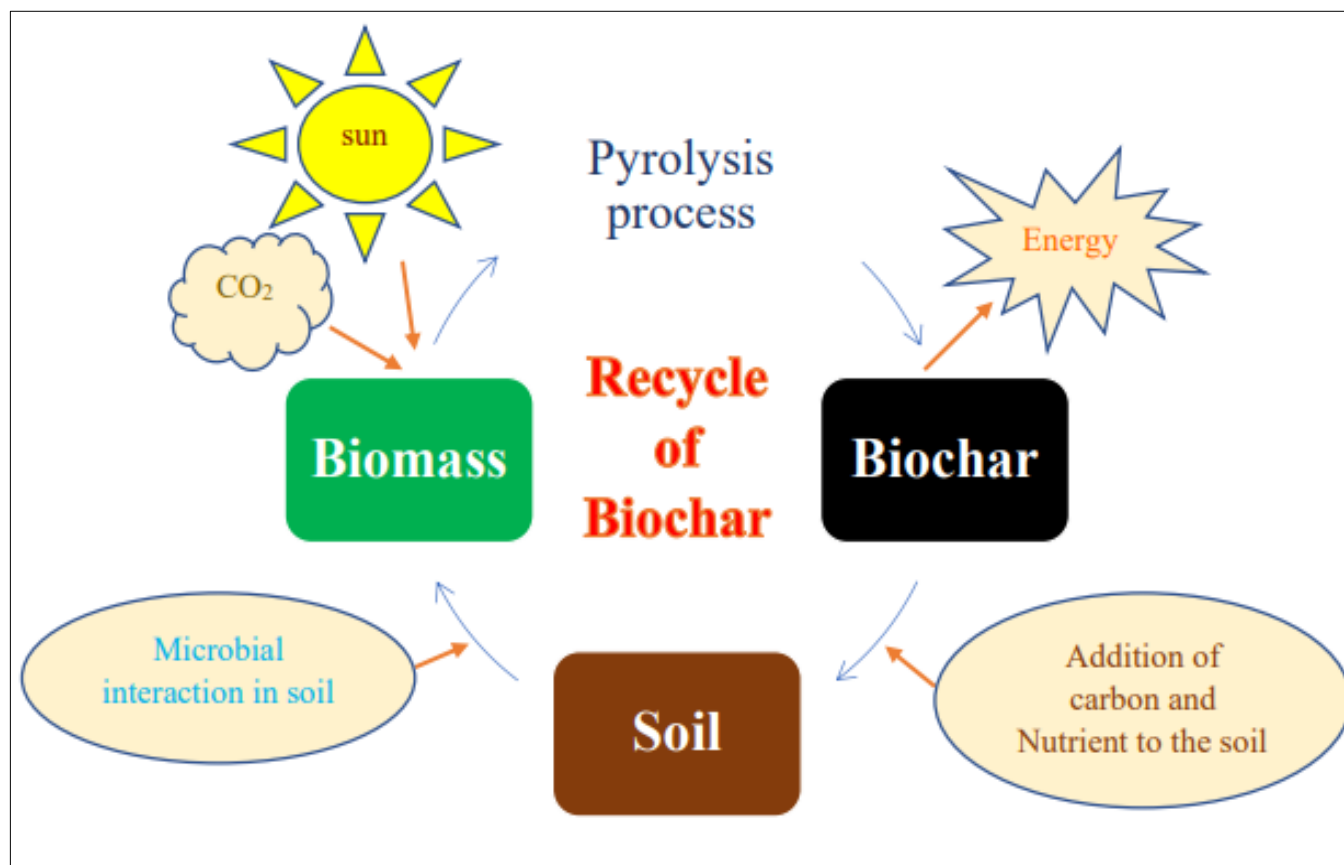 sun
Pyrolysis
process
Energy
CO₂
Recycle
of
Biochar
Biomass
Biochar
Microbial
interaction in soil
Soil
Addition of
carbon and
Nutrient to the soil